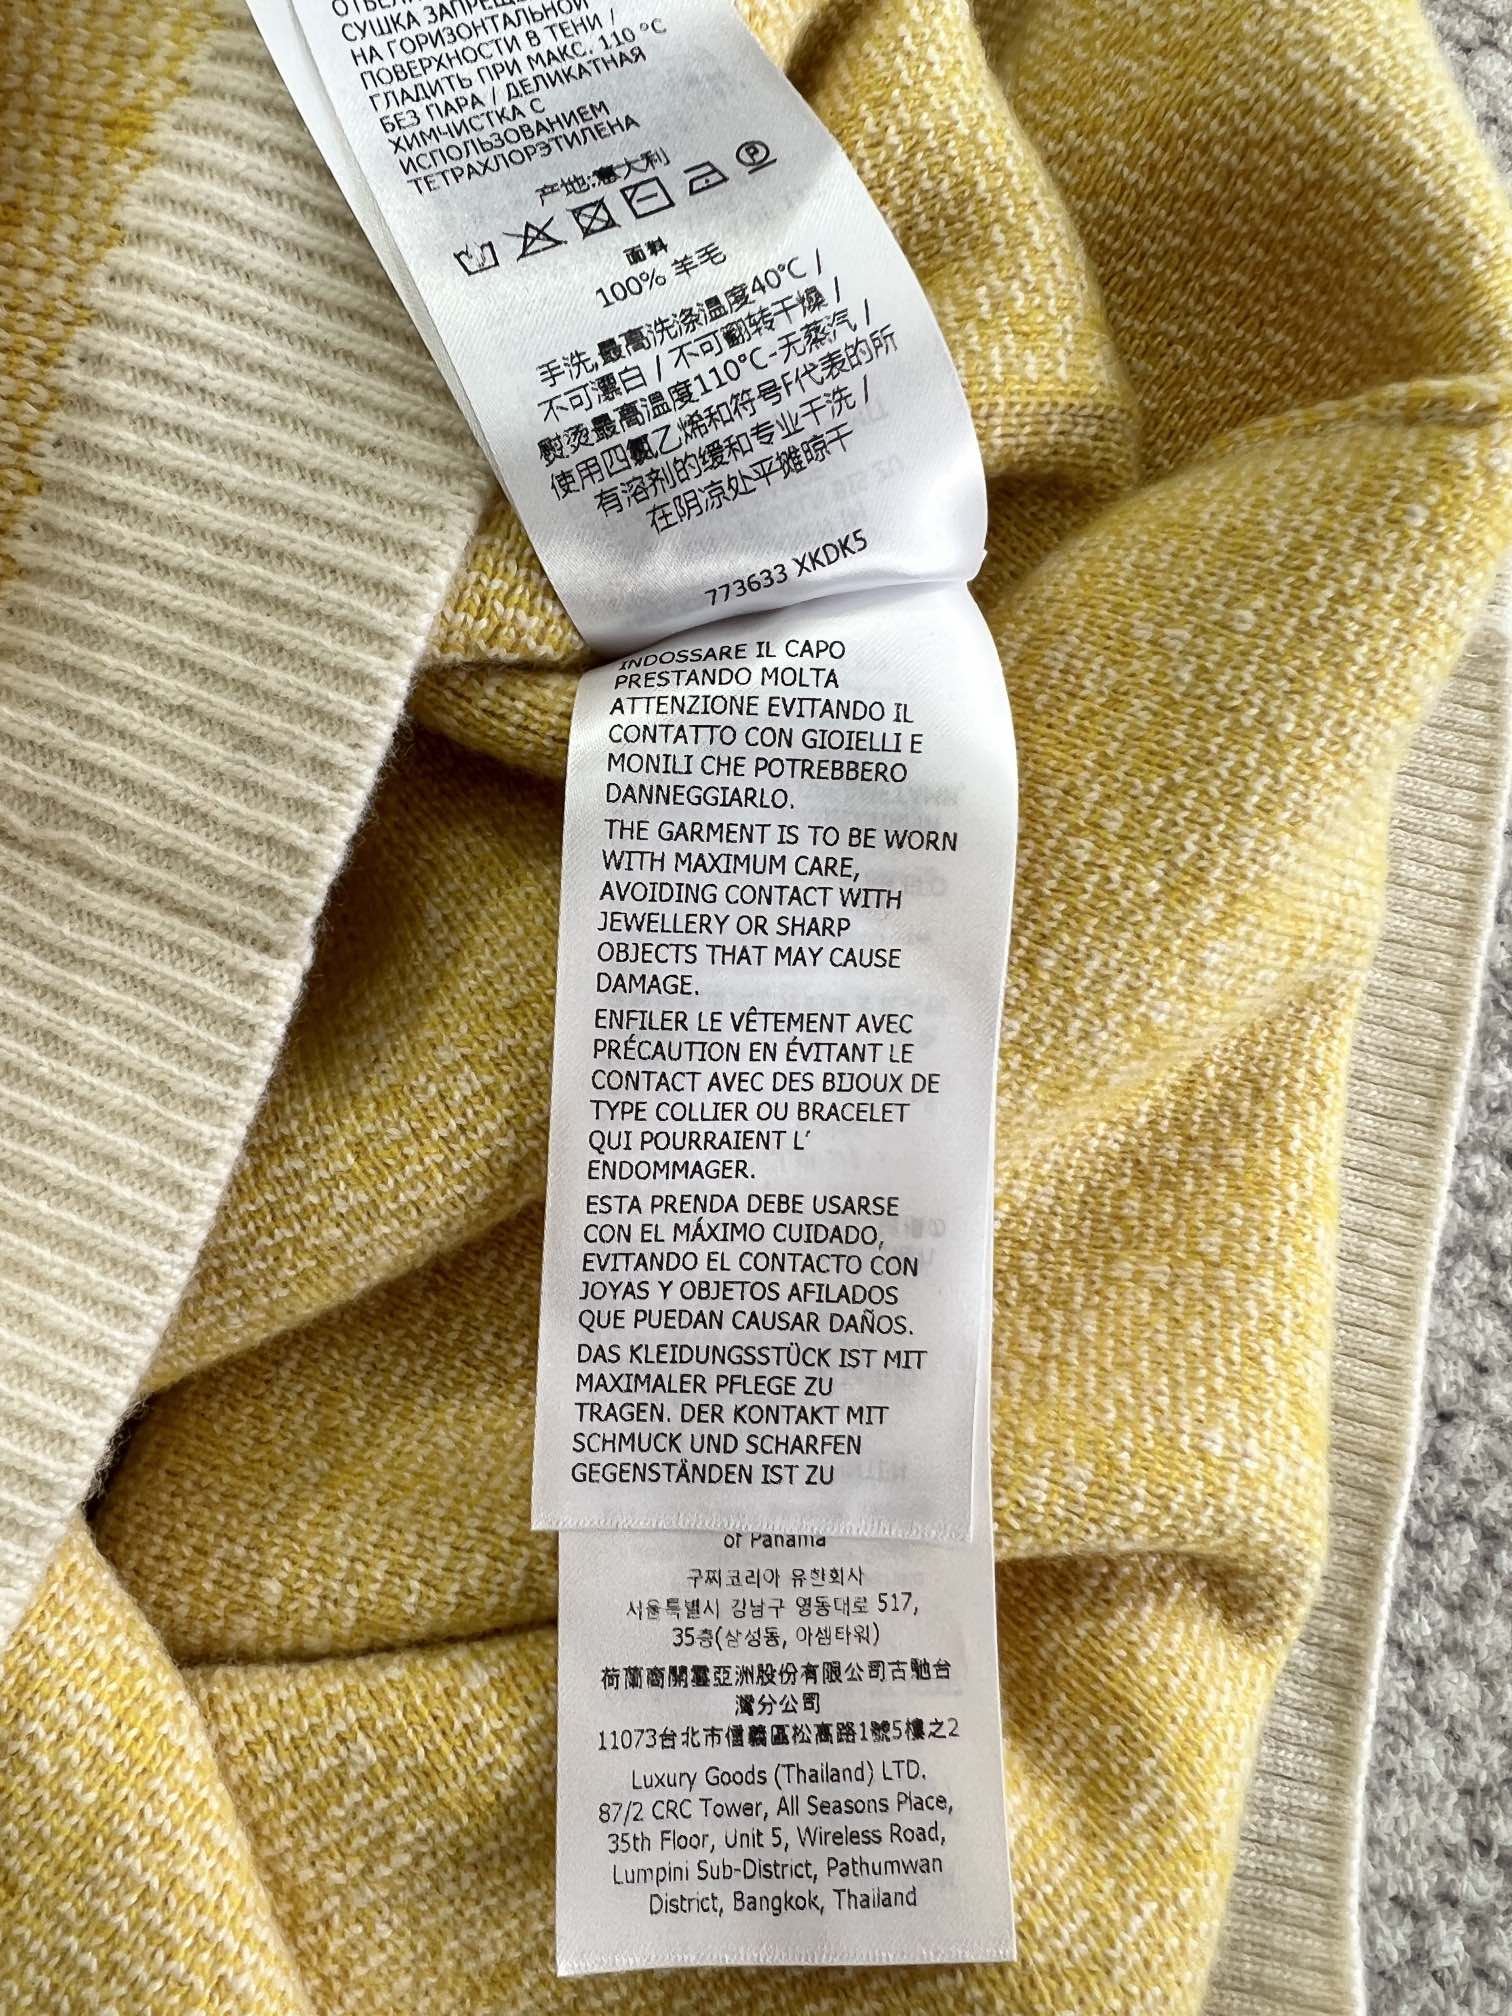 СУШКА ЗАПРЕЩЕ
НА ГОРИЗОНТАЛЬНОЙ
ПОВЕРХНОСТИ В ТЕНИ /
ГЛАДИТЬ ПРИ МАКС. 110 °C
БЕЗ ПАРА / ДЕЛИКАТНАЯ
ХИМЧИСТКА С
ИСПОЛЬЗОВАНИЕМ
ТЕТРАХЛОРЭТИЛЕНА
产地:意大利
P
面料
100% 羊毛
手洗,最高洗涤温度40°C /
不可漂白 / 不可翻转干燥 /
熨烫最高温度110°C-无蒸汽 /
使用四氯乙烯和符号F代表的所
有溶剂的缓和专业干洗 /
在阴凉处平摊晾干
773633 XKDK5
INDOSSARE IL CAPO
PRESTANDO MOLTA
ATTENZIONE EVITANDO IL
CONTATTO CON GIOIELLI E
MONILI CHE POTREBBERO
DANNEGGIARLO.
THE GARMENT IS TO BE WORN
WITH MAXIMUM CARE,
AVOIDING CONTACT WITH
JEWELLERY OR SHARP
OBJECTS THAT MAY CAUSE
DAMAGE.
ENFILER LE VÊTEMENT AVEC
PRÉCAUTION EN ÉVITANT LE
CONTACT AVEC DES BIJOUX DE
TYPE COLLIER OU BRACELET
QUI POURRAIENT L'
ENDOMMAGER.
ESTA PRENDA DEBE USARSE
CON EL MÁXIMO CUIDADO,
EVITANDO EL CONTACTO CON
JOYAS Y OBJETOS AFILADOS
QUE PUEDAN CAUSAR DAÑOS.
DAS KLEIDUNGSSTÜCK IST MIT
MAXIMALER PFLEGE ZU
TRAGEN. DER KONTAKT MIT
SCHMUCK UND SCHARFEN
GEGENSTÄNDEN IST ZU
of Panama
구찌코리아 유한회사
서울특별시 강남구 영동대로 517,
35층(삼성동, 아셈타워)
荷蘭商開雲亞洲股份有限公司古馳台
灣分公司
11073台北市信義區松高路1號5樓之2
Luxury Goods (Thailand) LTD.
87/2 CRC Tower, All Seasons Place,
35th Floor, Unit 5, Wireless Road,
Lumpini Sub-District, Pathumwan
District, Bangkok, Thailand